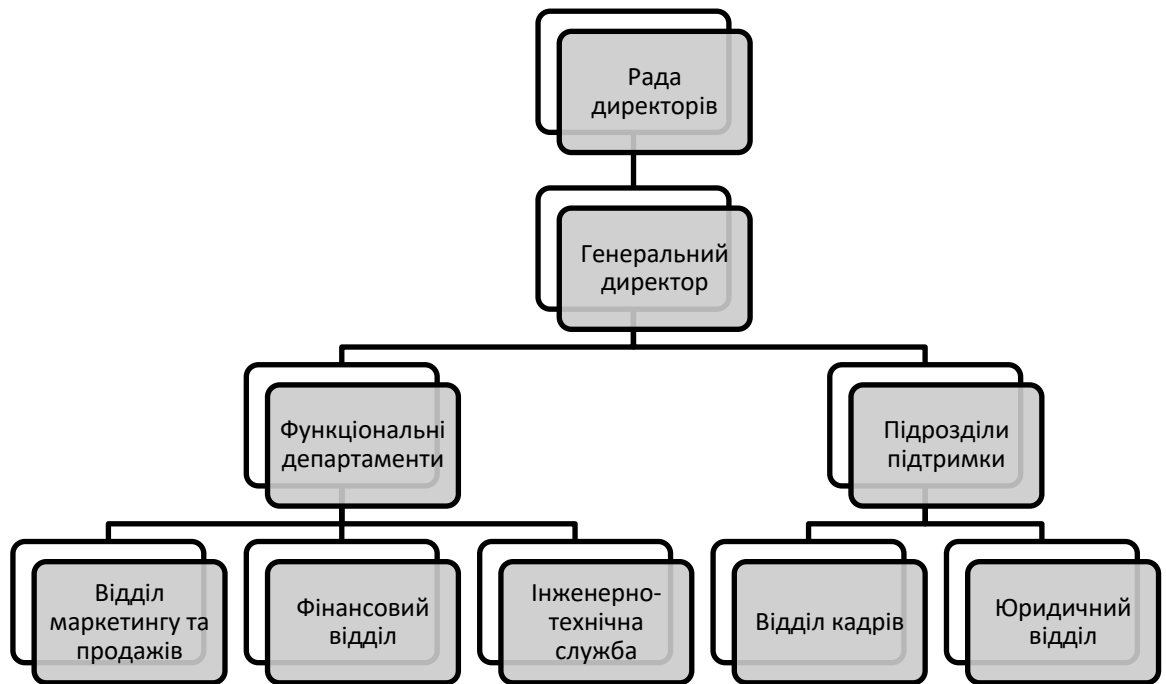 Рада
директорів
Генеральний
директор
Функціональні
департаменти
Підрозділи
підтримки
Відділ
маркетингу та
продажів
Фінансовий
відділ
Інженерно-
технічна
служба
Відділ кадрів
Юридичний
відділ